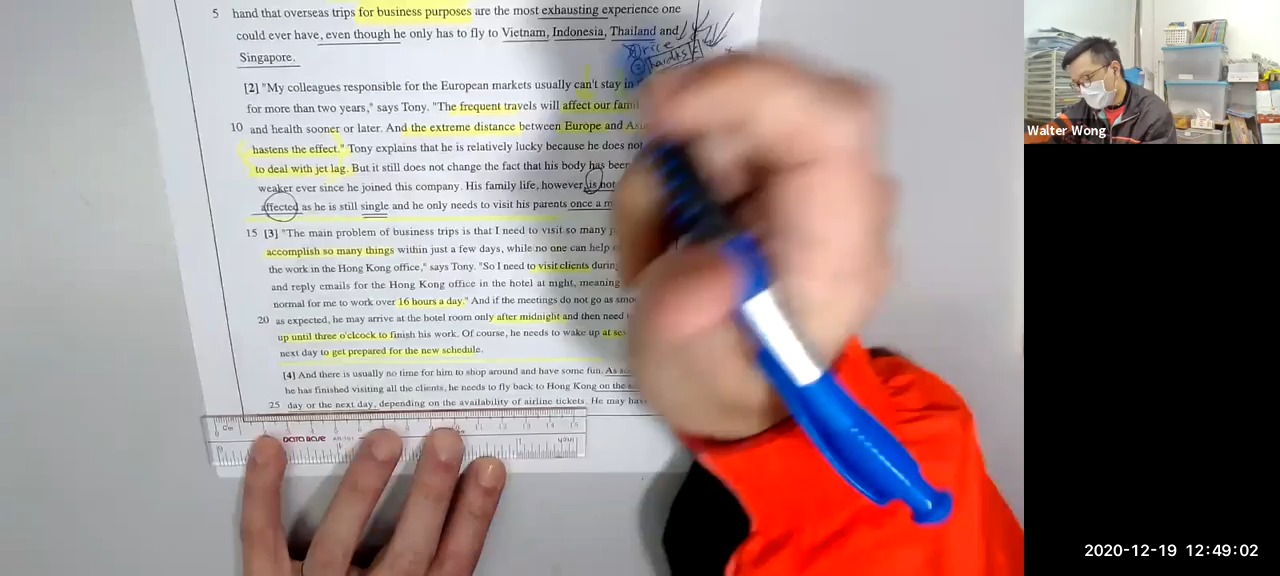 5 hand that overseas trips for business purposes are the most exhausting experience one
could ever have, even though he only has to fly to Vietnam, Indonesia, Thailand and
Singapore.
[2] "My colleagues responsible for the European markets usually can't stay in
for more than two years," says Tony. "The frequent travels will affect our
10 and health sooner or later. And the extreme distance between Europe and
hastens the effect." Tony explains that he is relatively lucky because he does not
to deal with jet lag. But it still does not change the fact that his body has
weaker ever since he joined this company. His family life, however, is not
affected as he is still single and he only needs to visit his parents once a
15 [3] "The main problem of business trips is that I need to visit so many
accomplish so many things within just a few days, while no one can help
the work in the Hong Kong office," says Tony. "So I need to visit clients
and reply emails for the Hong Kong office in the hotel at night, meaning
normal for me to work over 16 hours a day." And if the meetings do not go as
20 as expected, he may arrive at the hotel room only after midnight and then need
up until three o'clcock to finish his work. Of course, he needs to wake up at
next day to get prepared for the new schedule.
[4] And there is usually no time for him to shop around and have some fun. As
he has finished visiting all the clients, he needs to fly back to Hong Kong on the
25 day or the next day, depending on the availability of airline tickets. He may
Walter Wong
2020-12-19 12:49:02